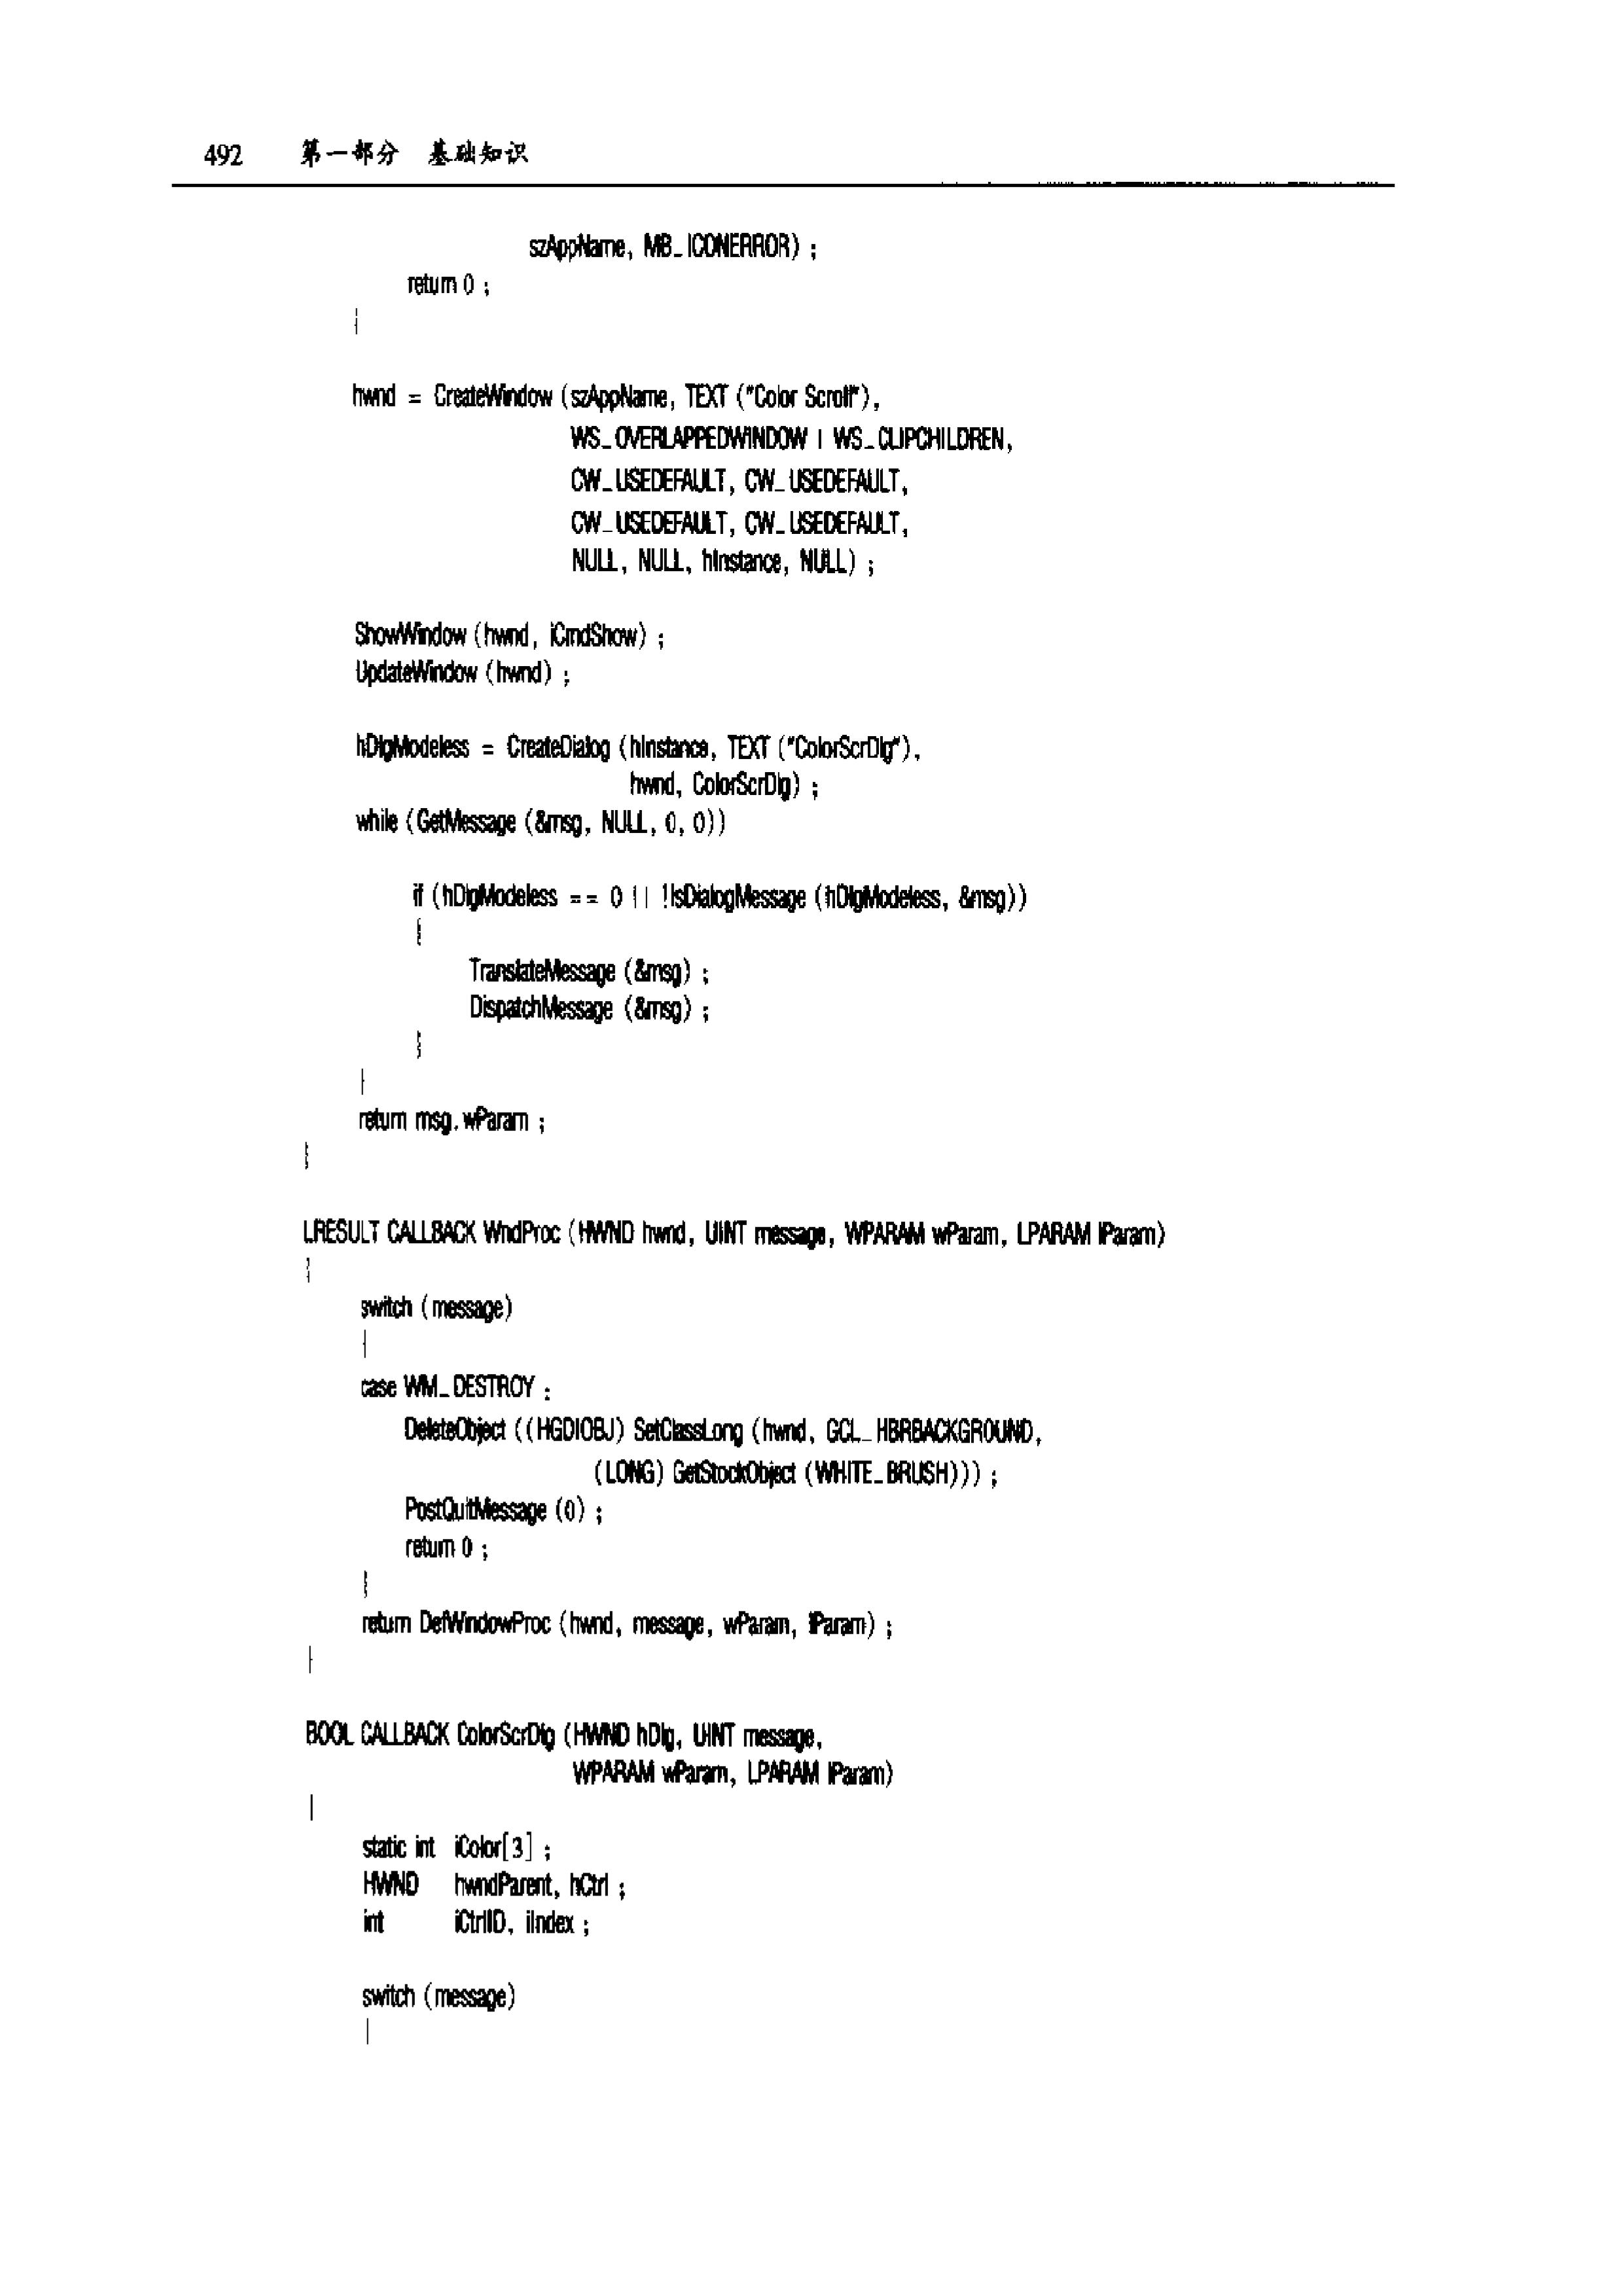 492 第一部分 基础知识
szAppName, MB_ICONERROR) ;
return 0 ;
}
hwnd = CreateWindow (szAppName, TEXT ("Color Scroll"),
WS_OVERLAPPEDWINDOW | WS_CLIPCHILDREN,
CW_USEDEFAULT, CW_USEDEFAULT,
CW_USEDEFAULT, CW_USEDEFAULT,
NULL, NULL, hInstance, NULL) ;
ShowWindow (hwnd, iCmdShow) ;
UpdateWindow (hwnd) ;
hDlgModeless = CreateDialog (hInstance, TEXT ("ColorScrDlg"),
hwnd, ColorScrDlg) ;
while (GetMessage (&msg, NULL, 0, 0))
if (hDlgModeless == 0 || !IsDialogMessage (hDlgModeless, &msg))
{
TranslateMessage (&msg) ;
DispatchMessage (&msg) ;
}
}
return msg.wParam ;
}
LRESULT CALLBACK WndProc (HWND hwnd, UINT message, WPARAM wParam, LPARAM lParam)
{
switch (message)
{
case WM_DESTROY :
DeleteObject ((HGDIOBJ) SetClassLong (hwnd, GCL_HBRBACKGROUND,
(LONG) GetStockObject (WHITE_BRUSH))) ;
PostQuitMessage (0) ;
return 0 ;
}
return DefWindowProc (hwnd, message, wParam, lParam) ;
}
BOOL CALLBACK ColorScrDlg (HWND hDlg, UINT message,
WPARAM wParam, LPARAM lParam)
{
static int iColor[3] ;
HWND hwndParent, hCtrl ;
int iCtrlID, iIndex ;
switch (message)
{